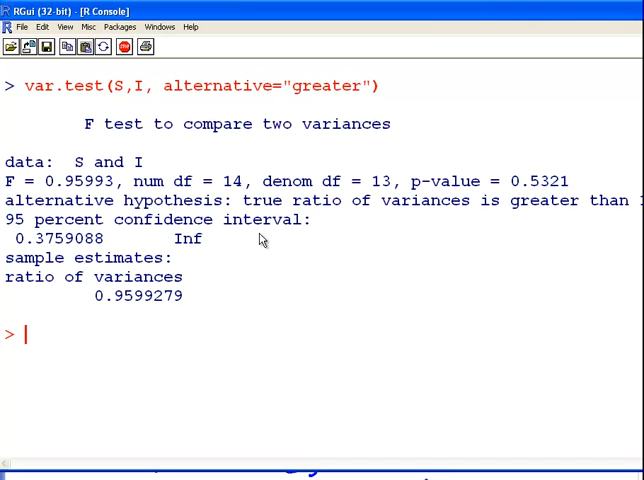 RGui (32-bit) - [R Console]
File Edit View Misc Packages Windows Help
> var.test(S,I, alternative="greater")
F test to compare two variances
data: S and I
F = 0.95993, num df = 14, denom df = 13, p-value = 0.5321
alternative hypothesis: true ratio of variances is greater than 1
95 percent confidence interval:
0.3759088 Inf
sample estimates:
ratio of variances
0.9599279
>